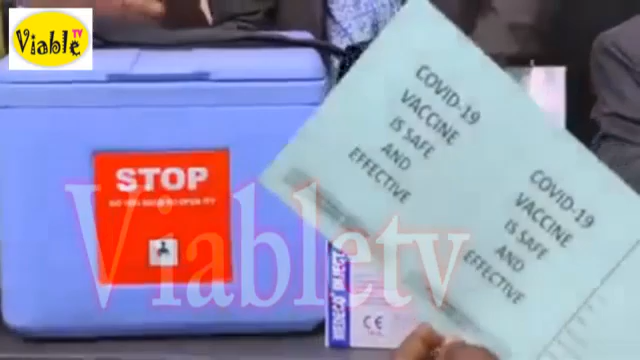 Viable TV
STOP
COVID-19
VACCINE
IS SAFE
AND
EFFECTIVE
COVID-19
VACCINE
IS SAFE
AND
EFFECTIVE
Viabletv
INJECT
CE